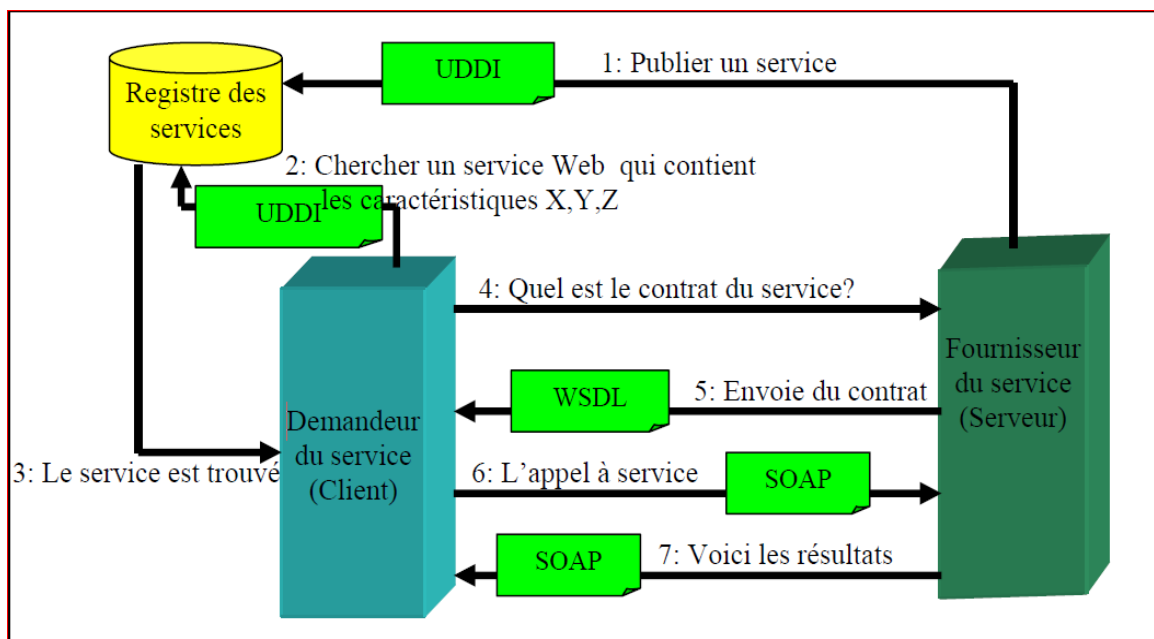 UDDI
1: Publier un service
Registre des
services
2: Chercher un service Web qui contient
les caractéristiques X,Y,Z
UDDI
4: Quel est le contrat du service?
Fournisseur
du service
(Serveur)
WSDL
5: Envoie du contrat
Demandeur
du service
(Client)
3: Le service est trouvé
6: L’appel à service
SOAP
SOAP
7: Voici les résultats